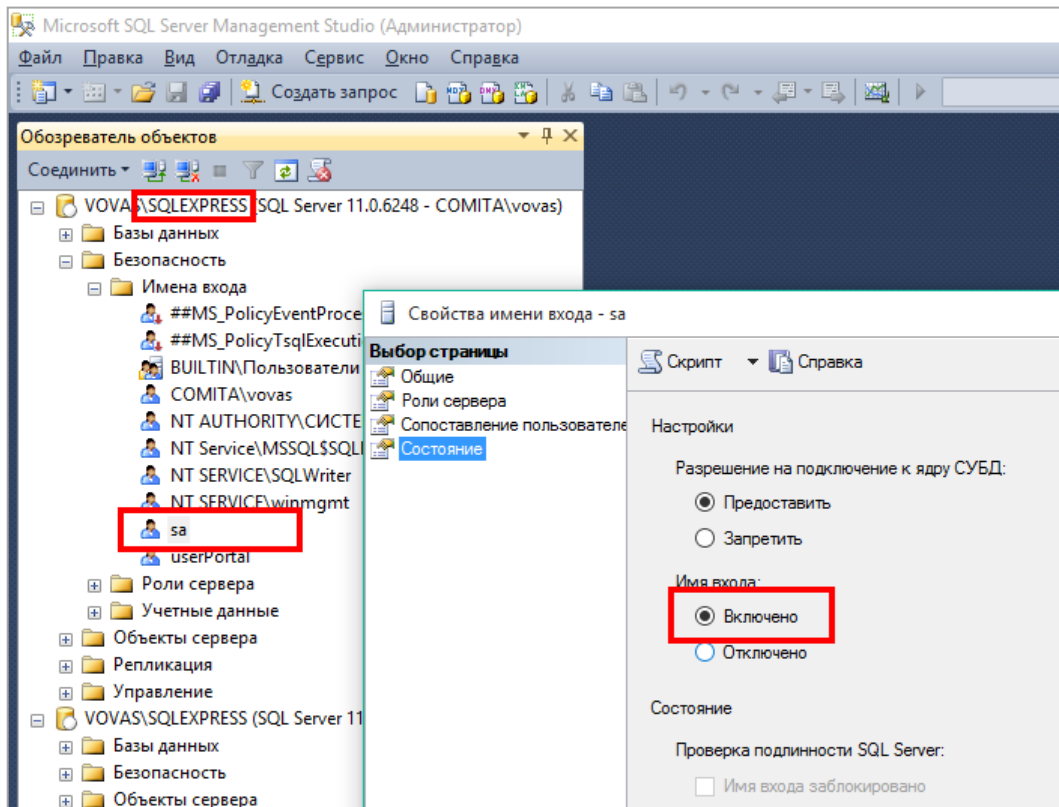 Microsoft SQL Server Management Studio (Администратор)
Файл Правка Вид Отладка Сервис Окно Справка
Создать запрос
Обозреватель объектов
Соединить
VOVAS\SQLEXPRESS (SQL Server 11.0.6248 - COMITA\vovas)
Базы данных
Безопасность
Имена входа
##MS_PolicyEventProce
##MS_PolicyTsqlExecuti
BUILTIN\Пользователи
COMITA\vovas
NT AUTHORITY\СИСТЕ
NT Service\MSSQL$SQLI
NT SERVICE\SQLWriter
NT SERVICE\winmgmt
sa
userPortal
Роли сервера
Учетные данные
Объекты сервера
Репликация
Управление
VOVAS\SQLEXPRESS (SQL Server 11
Базы данных
Безопасность
Объекты сервера
Свойства имени входа - sa
Выбор страницы
Общие
Роли сервера
Сопоставление пользователе
Состояние
Скрипт Справка
Настройки
Разрешение на подключение к ядру СУБД:
Предоставить
Запретить
Имя входа:
Включено
Отключено
Состояние
Проверка подлинности SQL Server:
Имя входа заблокировано